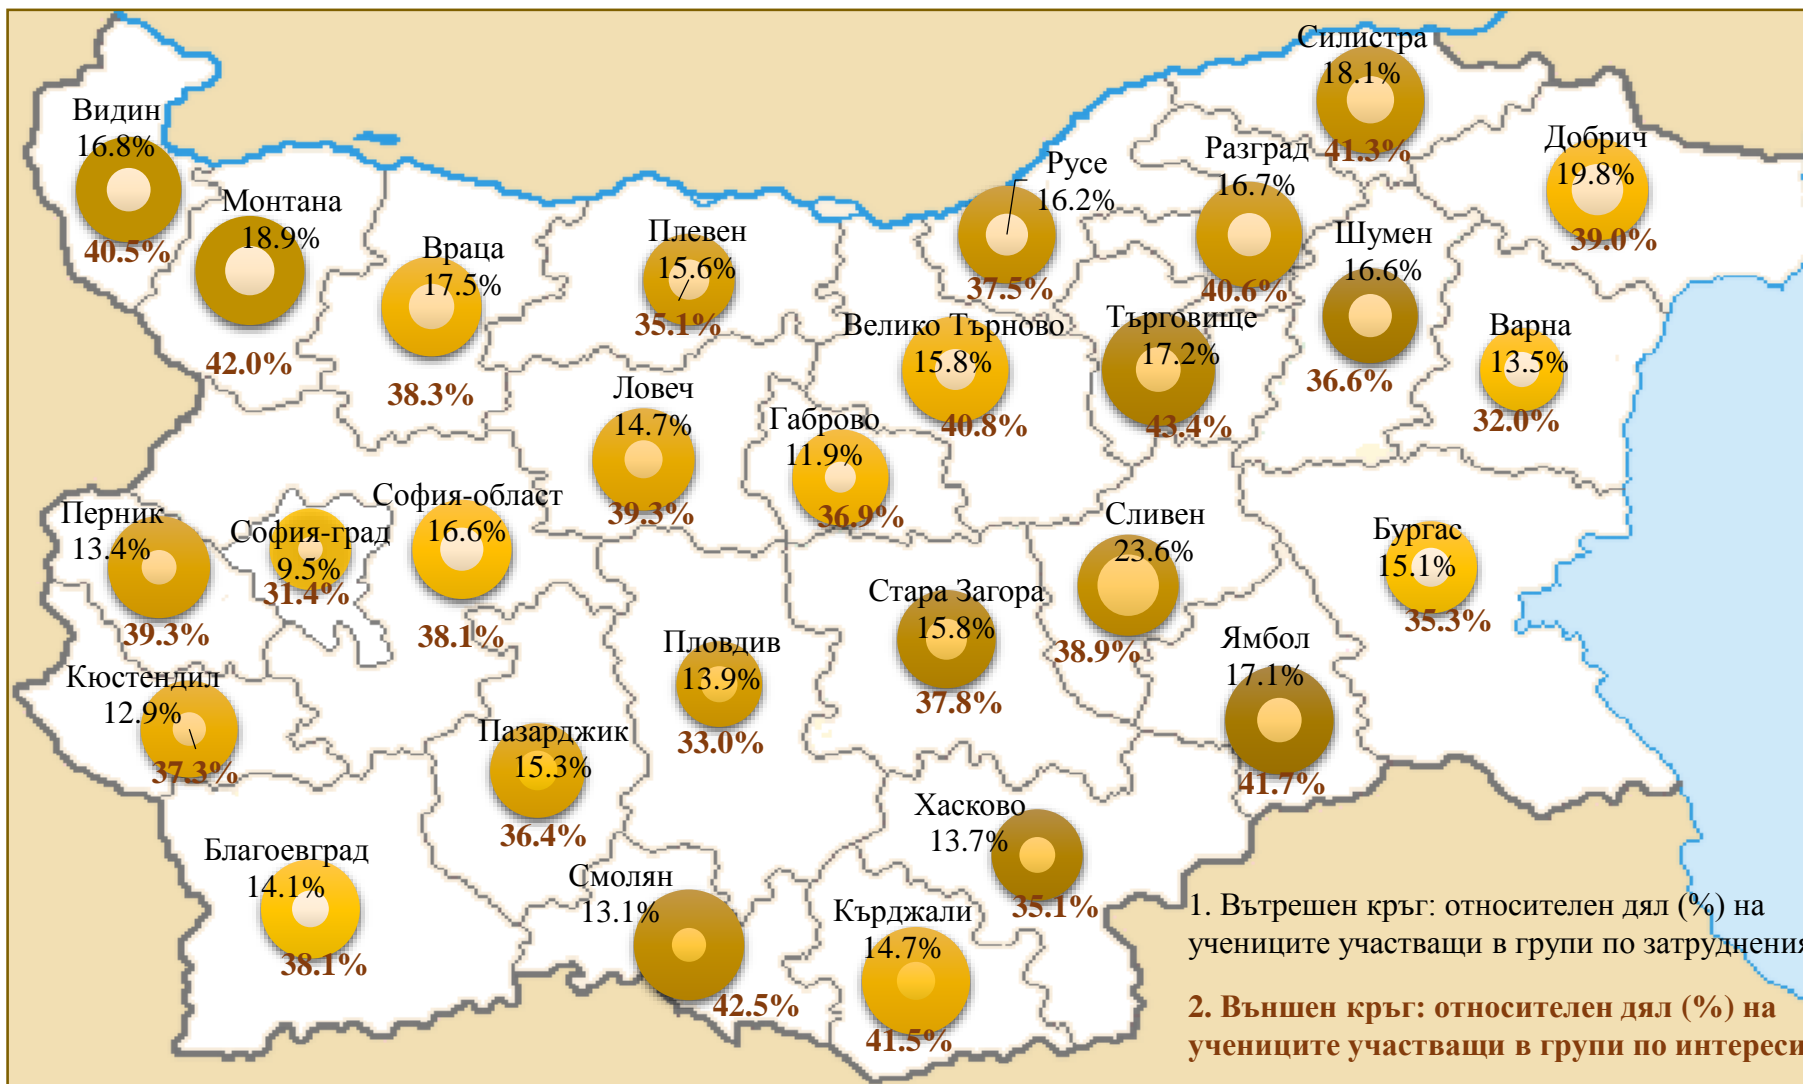 Силистра
18.1%
41.3%
Видин
16.8%
40.5%
Добрич
19.8%
39.0%
Русе
16.2%
37.5%
Разград
16.7%
40.6%
Монтана
18.9%
42.0%
Враца
17.5%
38.3%
Плевен
15.6%
35.1%
Шумен
16.6%
36.6%
Велико Търново
15.8%
40.8%
Търговище
17.2%
43.4%
Варна
13.5%
32.0%
Ловеч
14.7%
39.3%
Габрово
11.9%
36.9%
Перник
13.4%
39.3%
София-град
9.5%
31.4%
София-област
16.6%
38.1%
Сливен
23.6%
38.9%
Бургас
15.1%
35.3%
Стара Загора
15.8%
37.8%
Пловдив
13.9%
33.0%
Ямбол
17.1%
41.7%
Кюстендил
12.9%
37.3%
Пазарджик
15.3%
36.4%
Хасково
13.7%
35.1%
Благоевград
14.1%
38.1%
Смолян
13.1%
42.5%
Кърджали
14.7%
41.5%
1. Вътрешен кръг: относителен дял (%) на
учениците участващи в групи по затруднения
2. Външен кръг: относителен дял (%) на
учениците участващи в групи по интереси